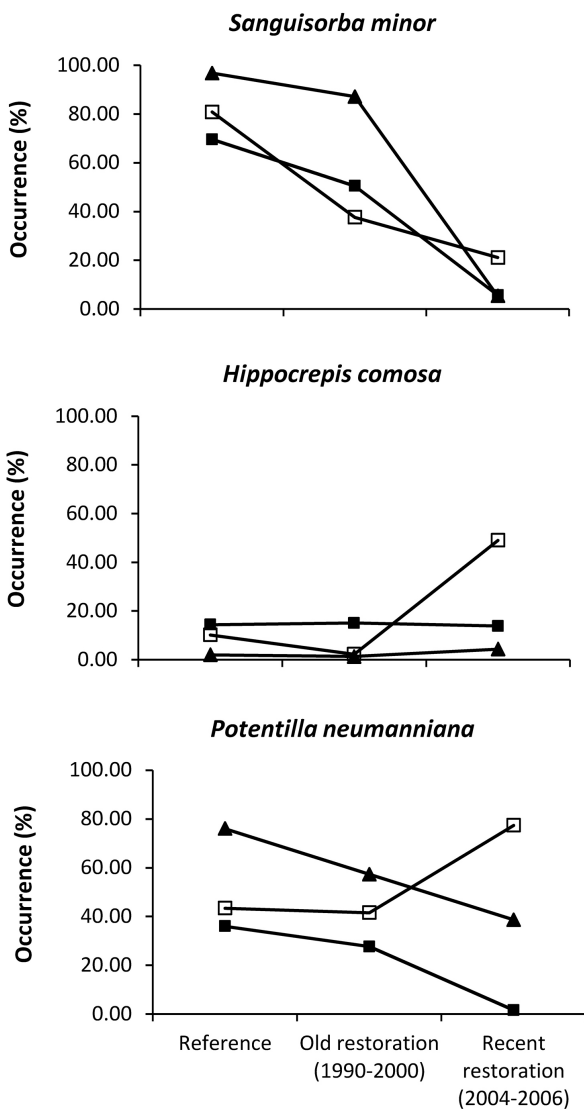 Sanguisorba minor
Occurrence (%)
100.00
80.00
60.00
40.00
20.00
0.00
Hippocrepis comosa
Occurrence (%)
100.00
80.00
60.00
40.00
20.00
0.00
Potentilla neumanniana
Occurrence (%)
100.00
80.00
60.00
40.00
20.00
0.00
Reference
Old restoration
(1990-2000)
Recent
restoration
(2004-2006)